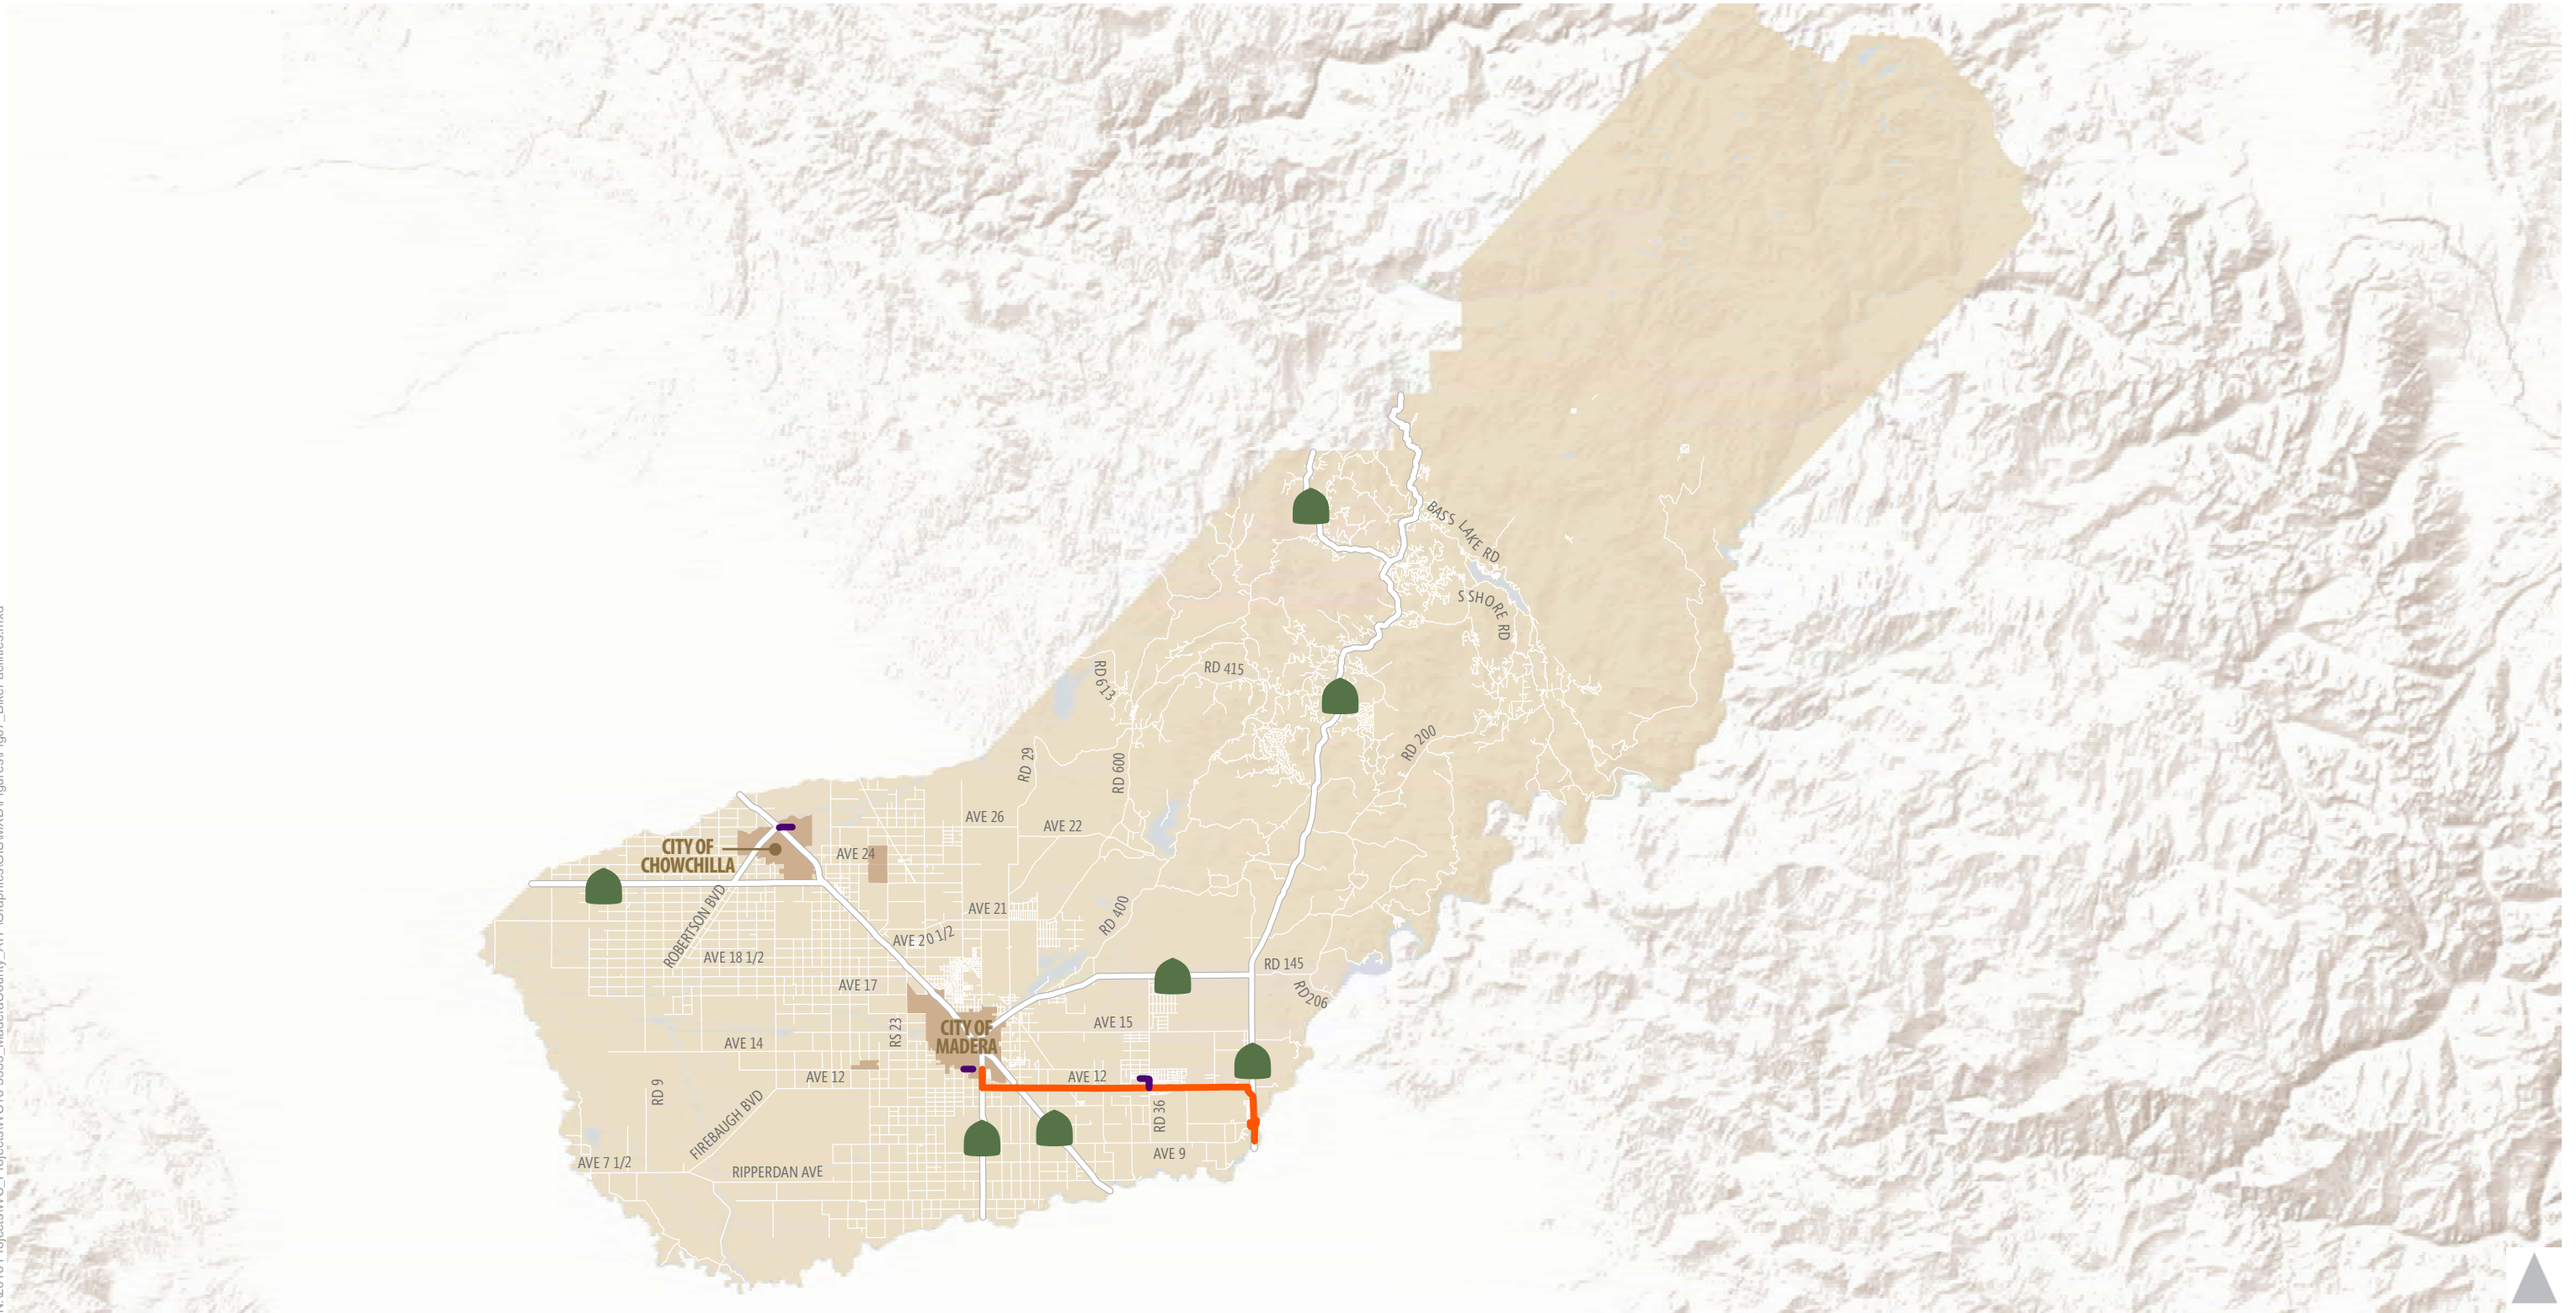 BASS LAKE RD
S SHORE RD
RD 613
RD 415
RD 29
RD 600
RD 200
AVE 26
AVE 22
CITY OF
CHOWCHILLA
AVE 24
ROBERTSON BVD
AVE 21
RD 400
AVE 20 1/2
AVE 18 1/2
RD 145
AVE 17
RD 206
RS 23
CITY OF
MADERA
AVE 15
AVE 14
AVE 12
AVE 12
RD 9
FIREBAUGH BVD
RD 36
AVE 7 1/2
AVE 9
RIPPERDAN AVE